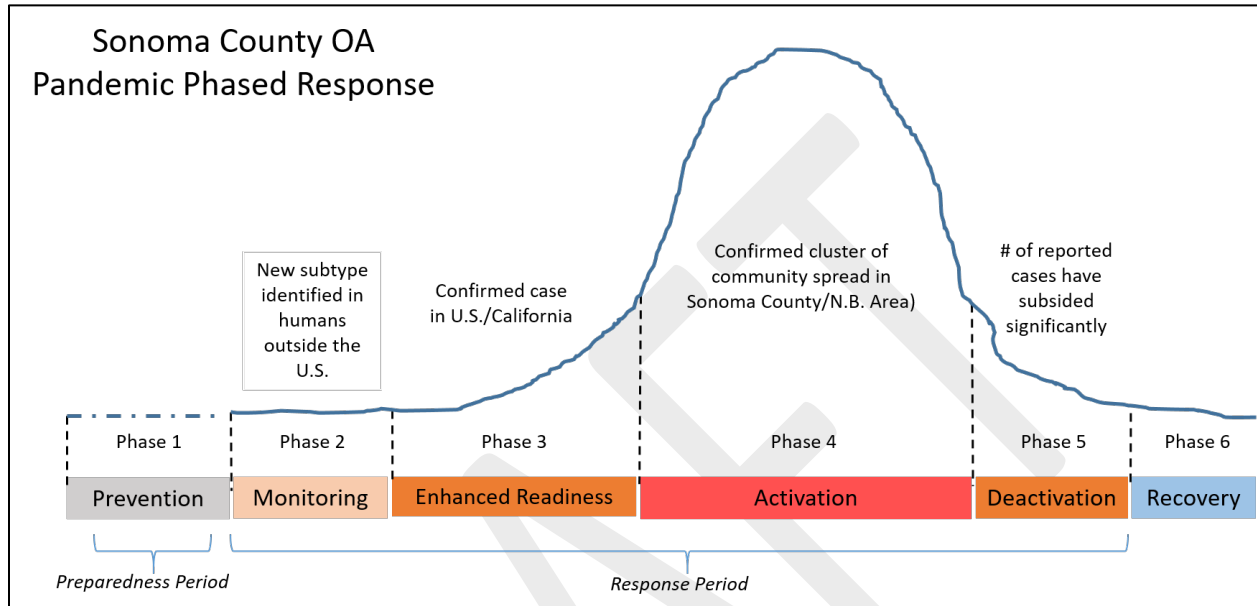 Sonoma County OA
Pandemic Phased Response
New subtype
identified in
humans
outside the
U.S.
Confirmed case
in U.S./California
Confirmed cluster of
community spread in
Sonoma County/N.B. Area)
# of reported
cases have
subsided
significantly
Phase 1
Phase 2
Phase 3
Phase 4
Phase 5
Phase 6
Prevention
Monitoring
Enhanced Readiness
Activation
Deactivation
Recovery
Preparedness Period
Response Period